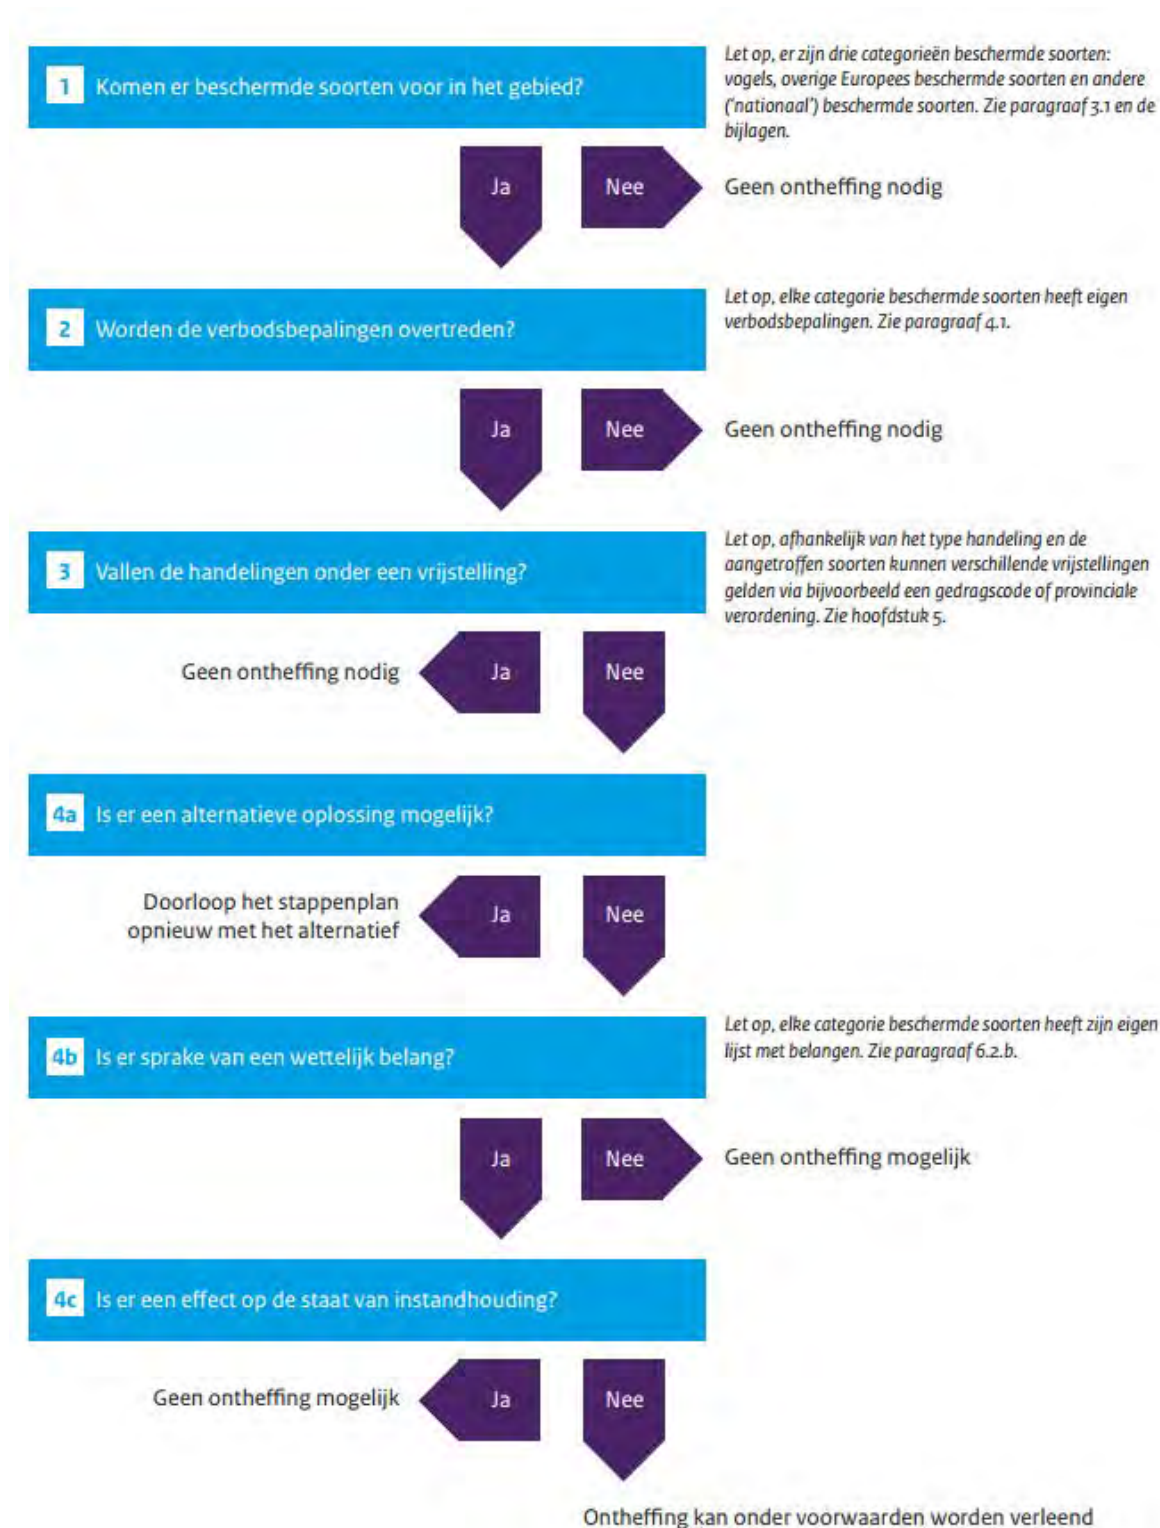 1 Komen er beschermde soorten voor in het gebied?
Let op, er zijn drie categorieën beschermde soorten:
vogels, overige Europees beschermde soorten en andere
('nationaal') beschermde soorten. Zie paragraaf 3.1 en de
bijlagen.
Ja
Nee
Geen ontheffing nodig
2 Worden de verbodsbepalingen overtreden?
Let op, elke categorie beschermde soorten heeft eigen
verbodsbepalingen. Zie paragraaf 4.1.
Ja
Nee
Geen ontheffing nodig
3 Vallen de handelingen onder een vrijstelling?
Let op, afhankelijk van het type handeling en de
aangetroffen soorten kunnen verschillende vrijstellingen
gelden via bijvoorbeeld een gedragscode of provinciale
verordening. Zie hoofdstuk 5.
Geen ontheffing nodig
Ja
Nee
4a Is er een alternatieve oplossing mogelijk?
Doorloop het stappenplan
opnieuw met het alternatief
Ja
Nee
4b Is er sprake van een wettelijk belang?
Let op, elke categorie beschermde soorten heeft zijn eigen
lijst met belangen. Zie paragraaf 6.2.b.
Ja
Nee
Geen ontheffing mogelijk
4c Is er een effect op de staat van instandhouding?
Geen ontheffing mogelijk
Ja
Nee
Ontheffing kan onder voorwaarden worden verleend